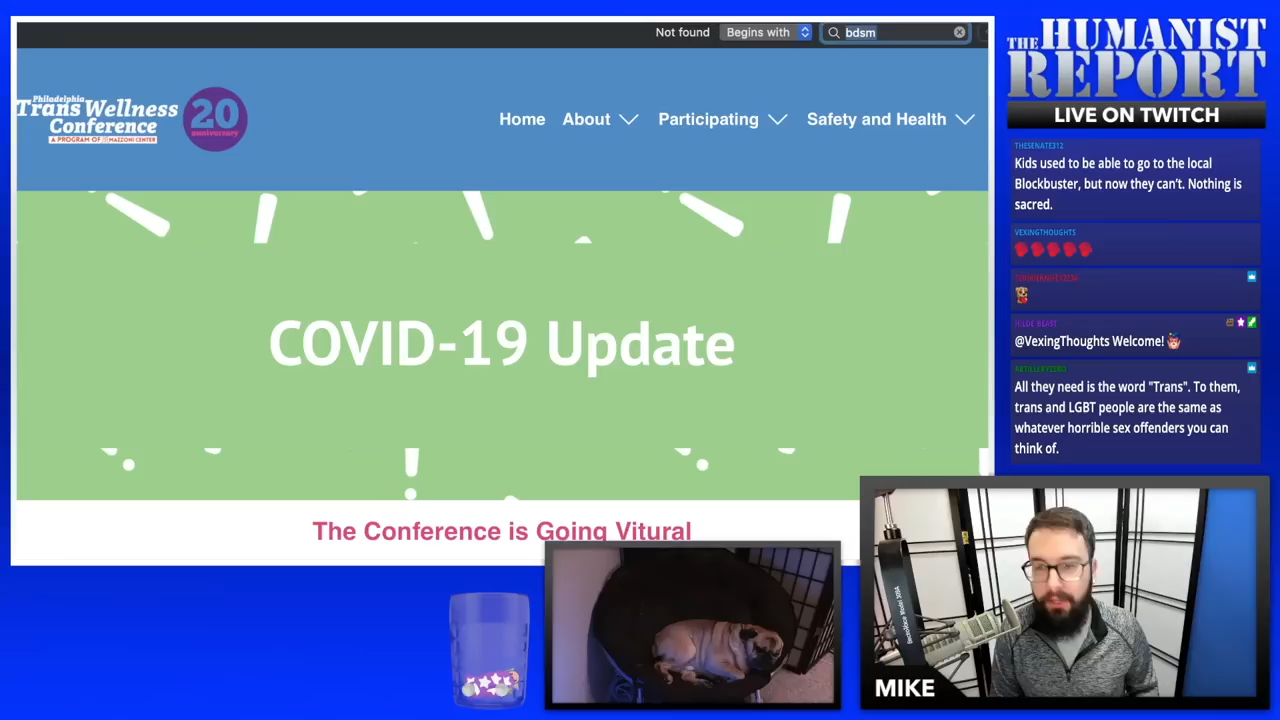 Not found
Begins with
bdsm
Philadelphia
Trans Wellness
Conference
A PROGRAM OF MAZZONI CENTER
20
anniversary
Home
About
Participating
Safety and Health
COVID-19 Update
The Conference is Going Vitural
THE HUMANIST
REPORT
LIVE ON TWITCH
THESENATE312
Kids used to be able to go to the local
Blockbuster, but now they can't. Nothing is
sacred.
VEXINGTHOUGHTS
HILDE BEAST
@VexingThoughts Welcome!
All they need is the word "Trans". To them,
trans and LGBT people are the same as
whatever horrible sex offenders you can
think of.
MIKE